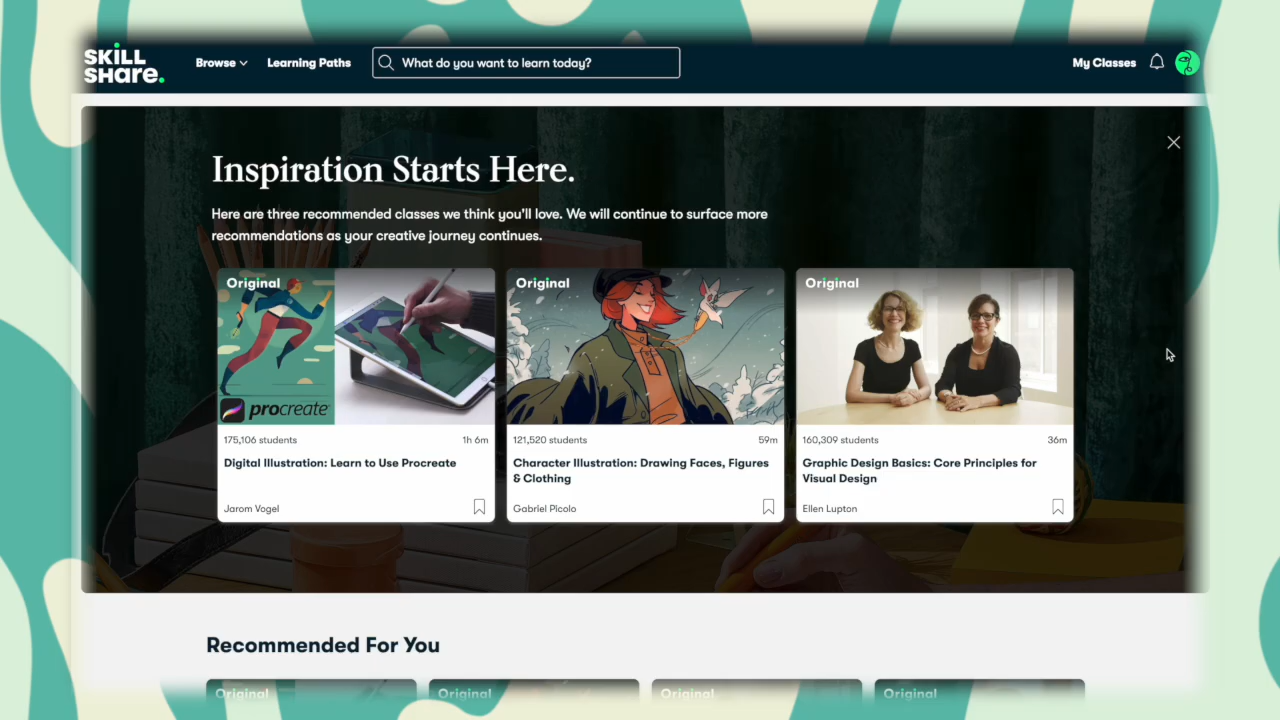 SKILL
SHare.
Browse
Learning Paths
What do you want to learn today?
My Classes
Inspiration Starts Here.
Here are three recommended classes we think you'll love. We will continue to surface more
recommendations as your creative journey continues.
Original
procreate
175,106 students
1h 6m
Digital Illustration: Learn to Use Procreate
Jarom Vogel
Original
121,520 students
59m
Character Illustration: Drawing Faces, Figures
& Clothing
Gabriel Picolo
Original
160,309 students
36m
Graphic Design Basics: Core Principles for
Visual Design
Ellen Lupton
Recommended For You
Original
Original
Original
Original